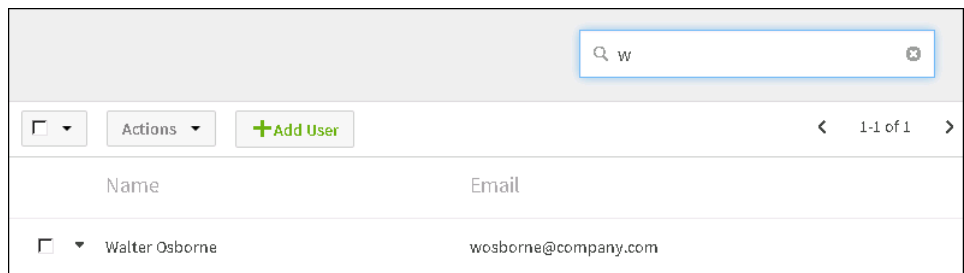 w
Actions +Add User 1-1 of 1
Name Email
Walter Osborne wosborne@company.com